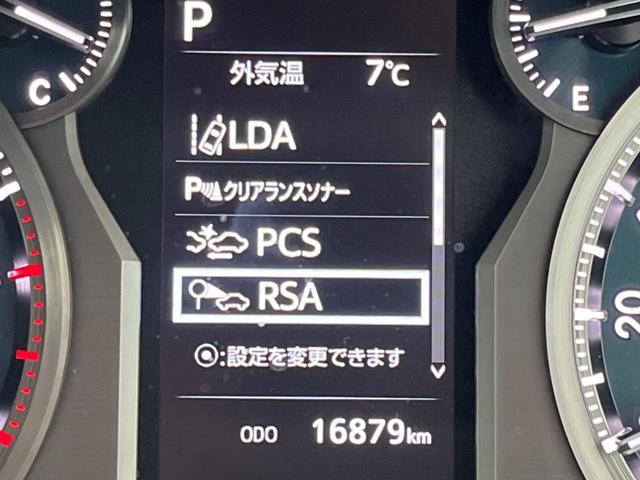 P
外気温 7℃
C
E
LDA
Pクリアランスソナー
PCS
RSA
:設定を変更できます
20
ODO 16879km